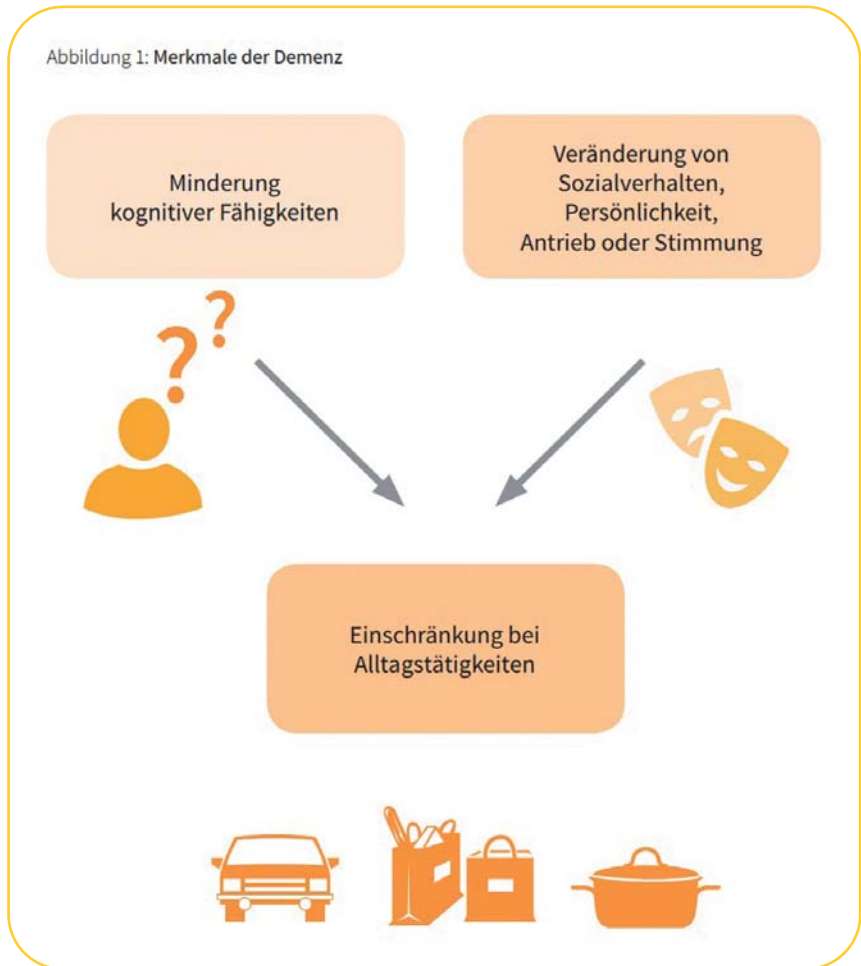 Abbildung 1: Merkmale der Demenz
Minderung
kognitiver Fähigkeiten
Veränderung von
Sozialverhalten,
Persönlichkeit,
Antrieb oder Stimmung
? ?
Einschränkung bei
Alltagstätigkeiten